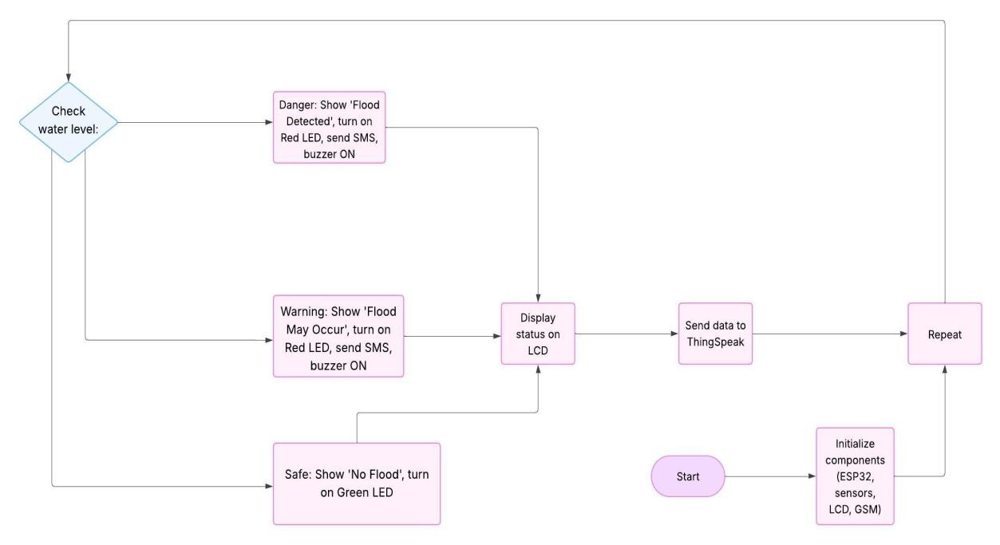 Check
water level:
Danger: Show 'Flood
Detected', turn on
Red LED, send SMS,
buzzer ON
Warning: Show 'Flood
May Occur', turn on
Red LED, send SMS,
buzzer ON
Safe: Show 'No Flood', turn
on Green LED
Display
status on
LCD
Send data to
ThingSpeak
Repeat
Start
Initialize
components
(ESP32,
sensors,
LCD, GSM)